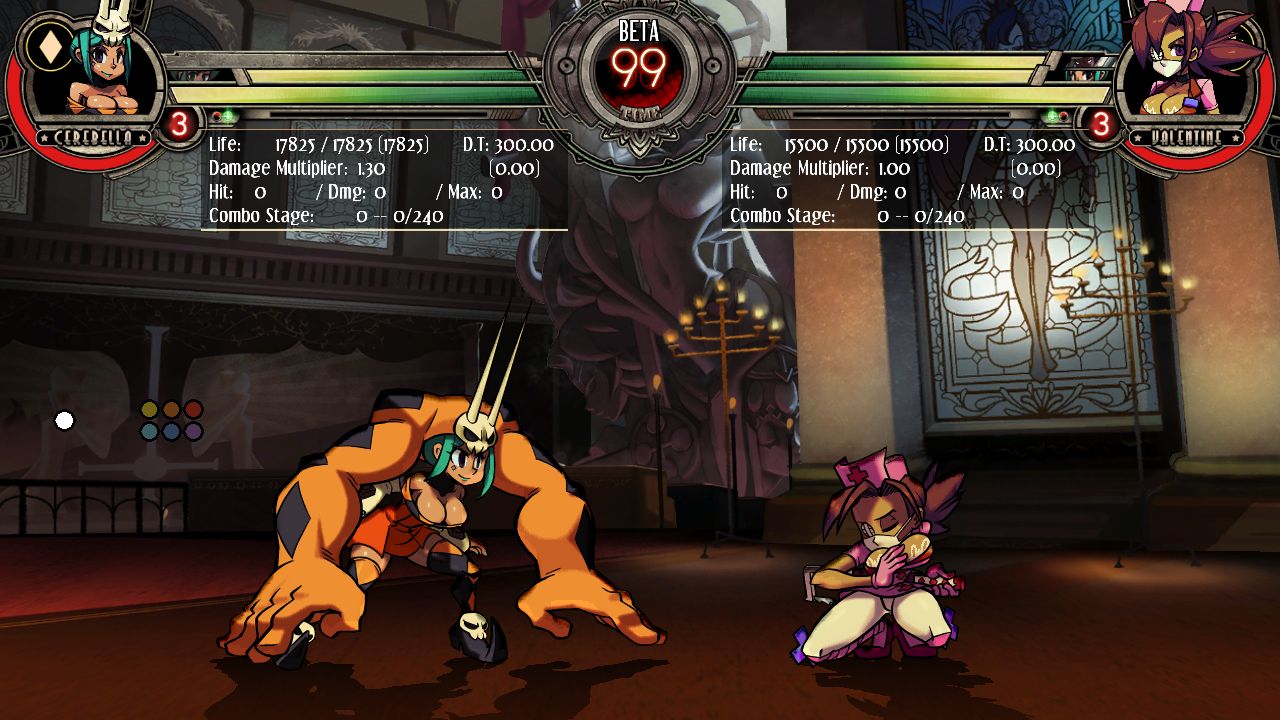 BETA
99
TIME
CEREBELLA
3
3
VALENTINE
Life: 17825 / 17825 (17825) D.T: 300.00
Damage Multiplier: 1.30 (0.00)
Hit: 0 / Dmg: 0 / Max: 0
Combo Stage: 0 -- 0/240
Life: 15500 / 15500 (15500) D.T: 300.00
Damage Multiplier: 1.00 (0.00)
Hit: 0 / Dmg: 0 / Max: 0
Combo Stage: 0 -- 0/240